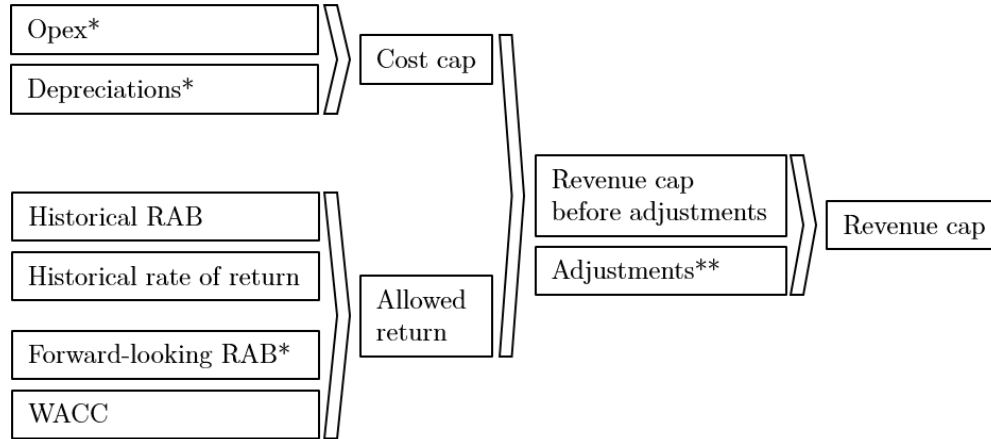 Opex*
Depreciations*
Cost cap
Historical RAB
Historical rate of return
Forward-looking RAB*
WACC
Allowed
return
Revenue cap
before adjustments
Adjustments**
Revenue cap